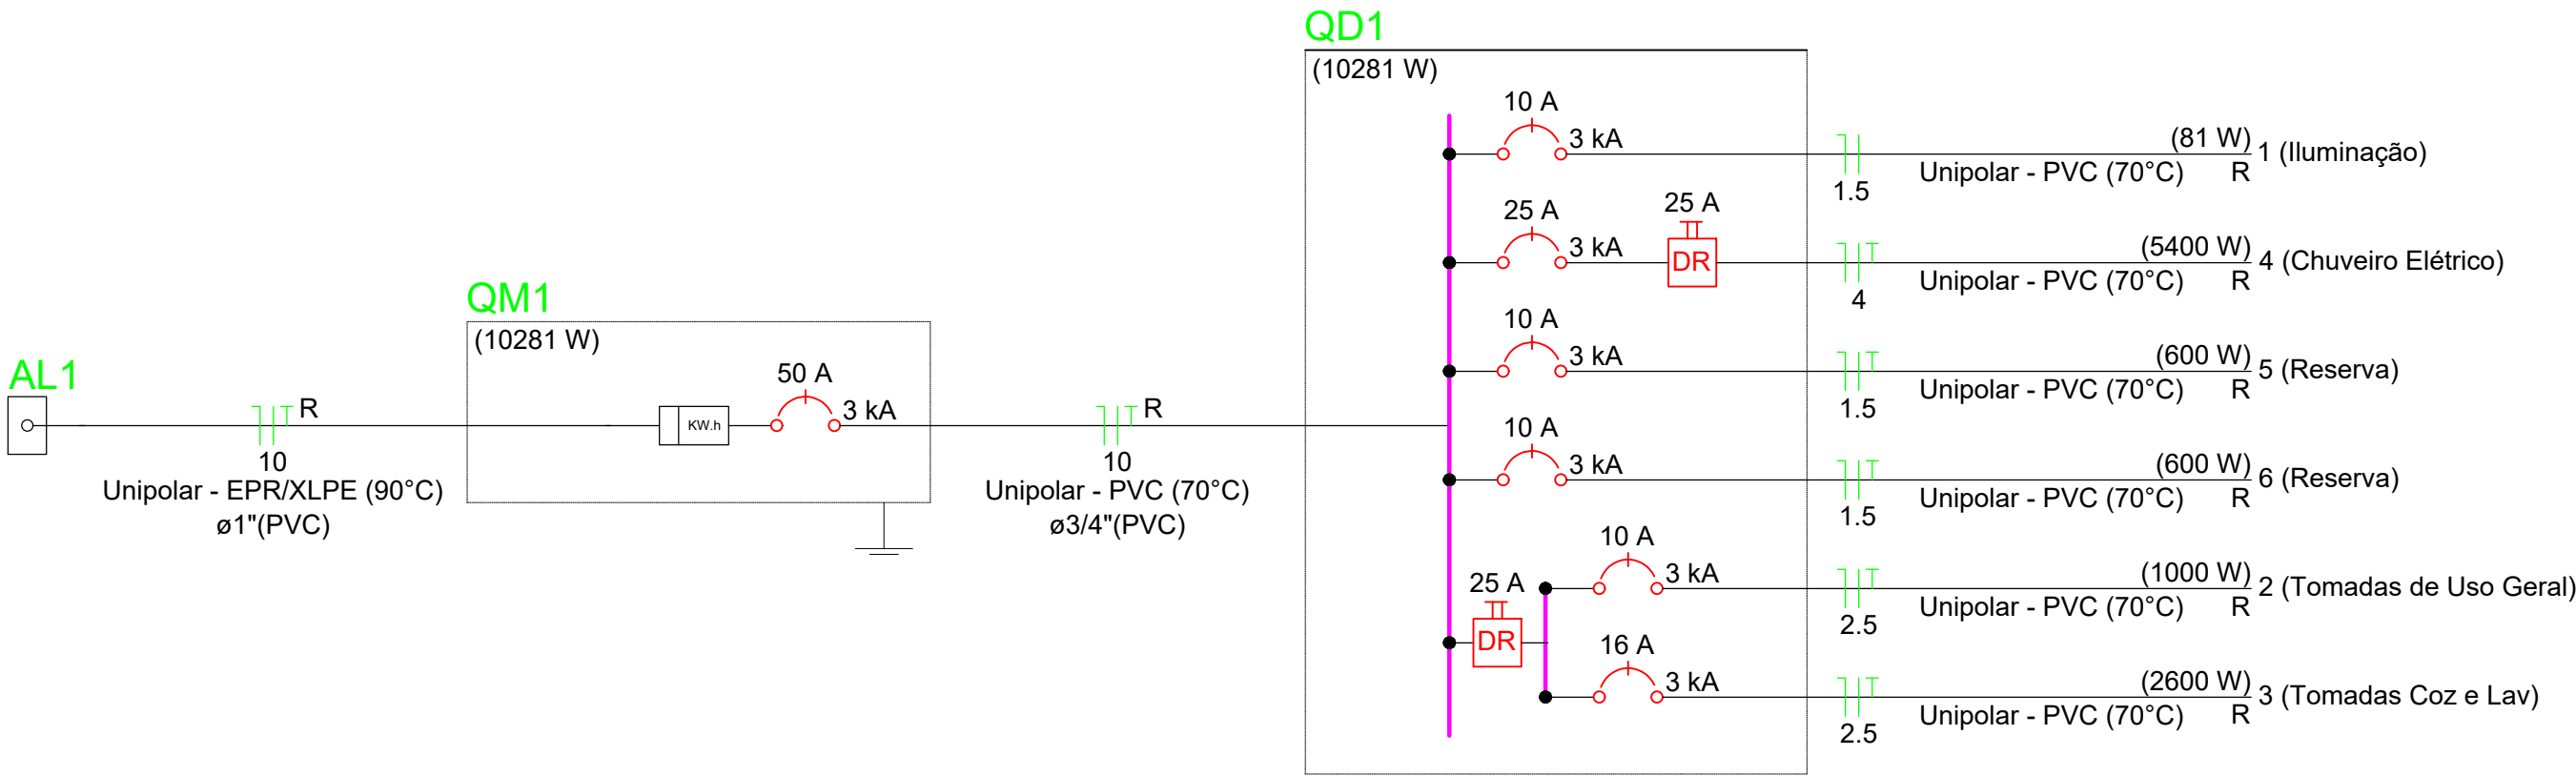 AL1
R
10
Unipolar - EPR/XLPE (90°C)
ø1"(PVC)
QM1
(10281 W)
KW.h
50 A
3 kA
R
10
Unipolar - PVC (70°C)
ø3/4"(PVC)
QD1
(10281 W)
10 A
3 kA
1.5
(81 W)
Unipolar - PVC (70°C) R
1 (Iluminação)
25 A
3 kA
25 A
DR
4
(5400 W)
Unipolar - PVC (70°C) R
4 (Chuveiro Elétrico)
10 A
3 kA
1.5
(600 W)
Unipolar - PVC (70°C) R
5 (Reserva)
10 A
3 kA
1.5
(600 W)
Unipolar - PVC (70°C) R
6 (Reserva)
25 A
DR
10 A
3 kA
2.5
(1000 W)
Unipolar - PVC (70°C) R
2 (Tomadas de Uso Geral)
16 A
3 kA
2.5
(2600 W)
Unipolar - PVC (70°C) R
3 (Tomadas Coz e Lav)